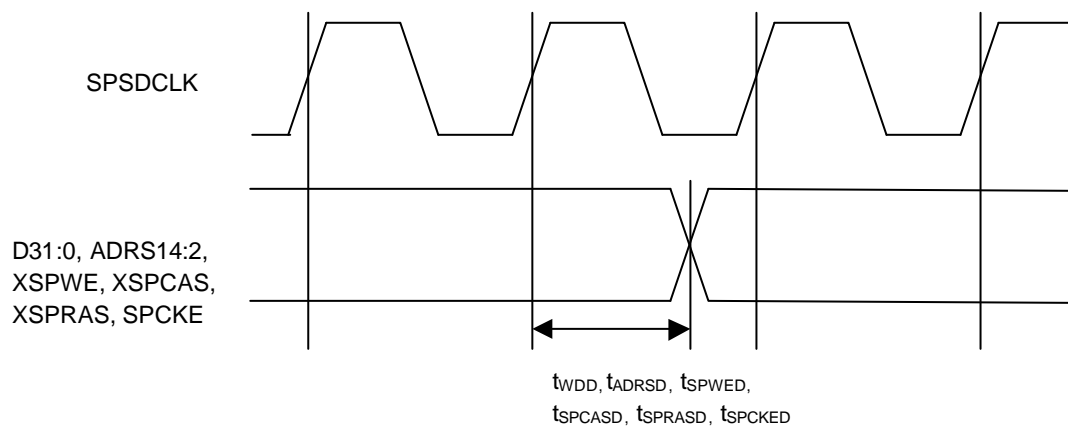 SPSDCLK
D31:0, ADRS14:2,
XSPWE, XSPCAS,
XSPRAS, SPCKE
tWDD, tADRSD, tSPWED,
tSPCASD, tSPRASD, tSPCKED